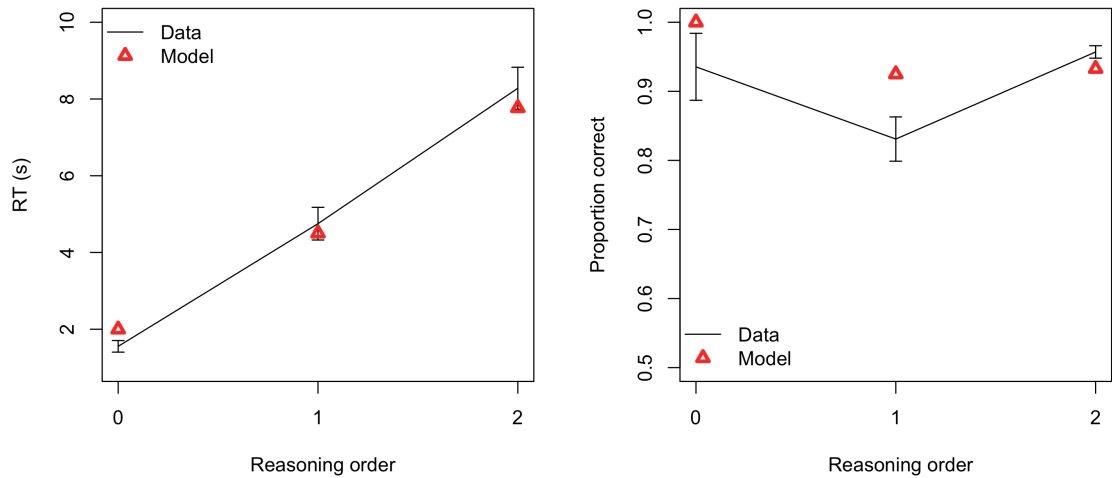 RT (s)
10
8
6
4
2
Data
Model
0
1
2
Reasoning order
Proportion correct
1.0
0.9
0.8
0.7
0.6
0.5
Data
Model
0
1
2
Reasoning order